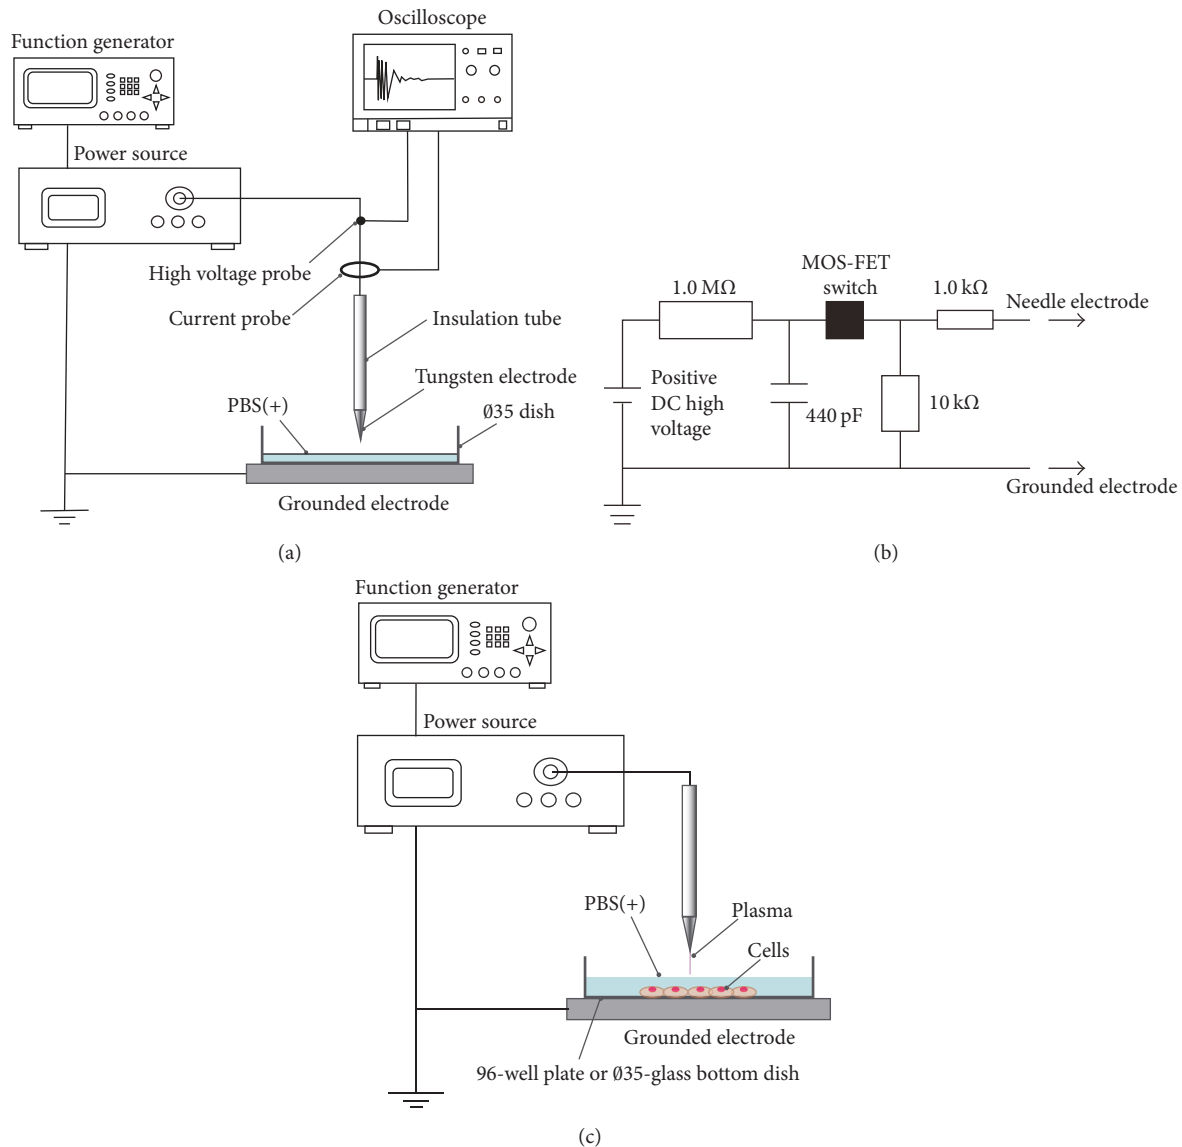 Oscilloscope
Function generator
Power source
High voltage probe
Current probe
Insulation tube
Tungsten electrode
PBS(+)
Ø35 dish
Grounded electrode
(a)
MOS-FET
switch
1.0 MΩ
1.0 kΩ
Needle electrode
Positive
DC high
voltage
440 pF
10 kΩ
Grounded electrode
(b)
Function generator
Power source
PBS(+)
Plasma
Cells
Grounded electrode
96-well plate or Ø35-glass bottom dish
(c)